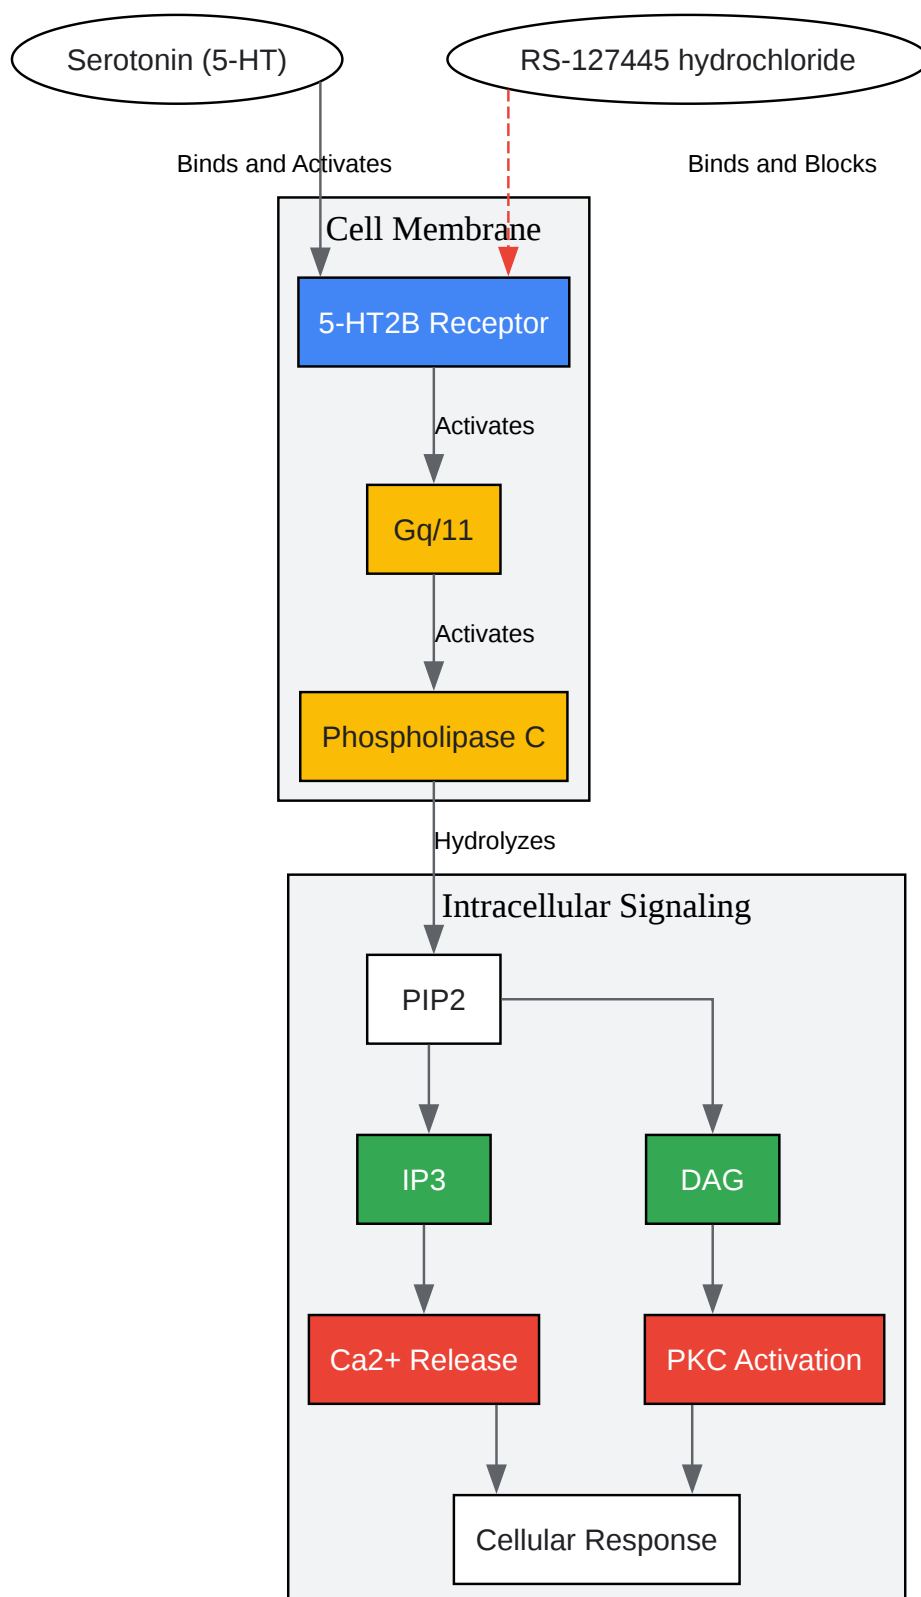 Serotonin (5-HT)
RS-127445 hydrochloride
Binds and Activates
Binds and Blocks
Cell Membrane
5-HT2B Receptor
Activates
Gq/11
Activates
Phospholipase C
Hydrolyzes
Intracellular Signaling
PIP2
IP3
DAG
Ca2+ Release
PKC Activation
Cellular Response